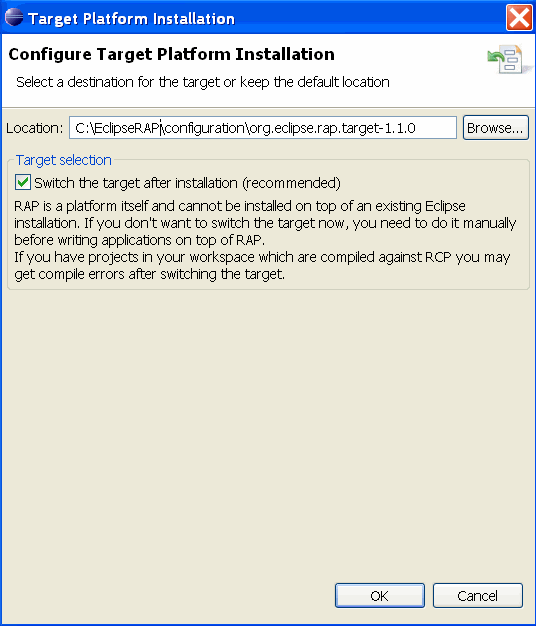 Target Platform Installation
Configure Target Platform Installation
Select a destination for the target or keep the default location
Location: C:\EclipseRAP\configuration\org.eclipse.rap.target-1.1.0 Browse...
Target selection
Switch the target after installation (recommended)
RAP is a platform itself and cannot be installed on top of an existing Eclipse
installation. If you don't want to switch the target now, you need to do it manually
before writing applications on top of RAP.
If you have projects in your workspace which are compiled against RCP you may
get compile errors after switching the target.
OK Cancel